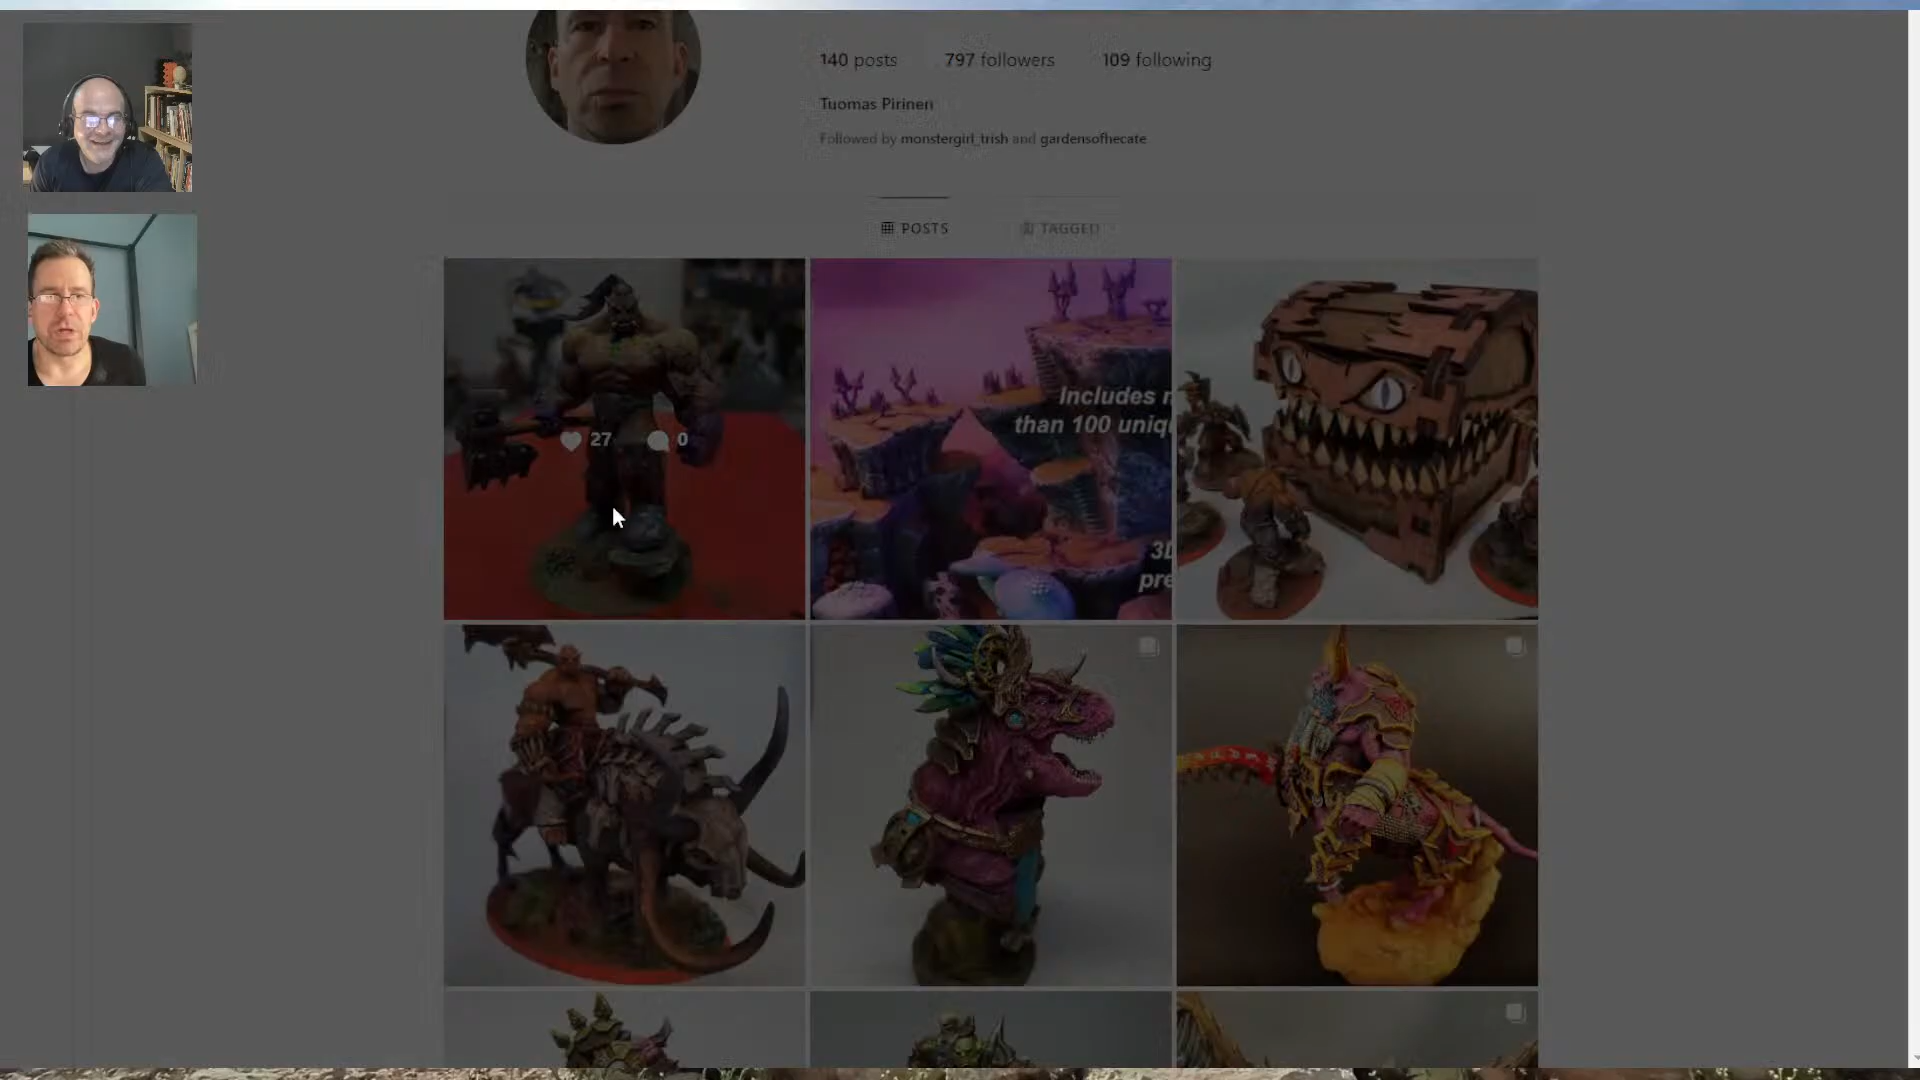 140 posts 797 followers 109 following
Tuomas Pirinen
Followed by monstergirl_trish and gardensofhecate
POSTS TAGGED
27 0
Includes
than 100
3D